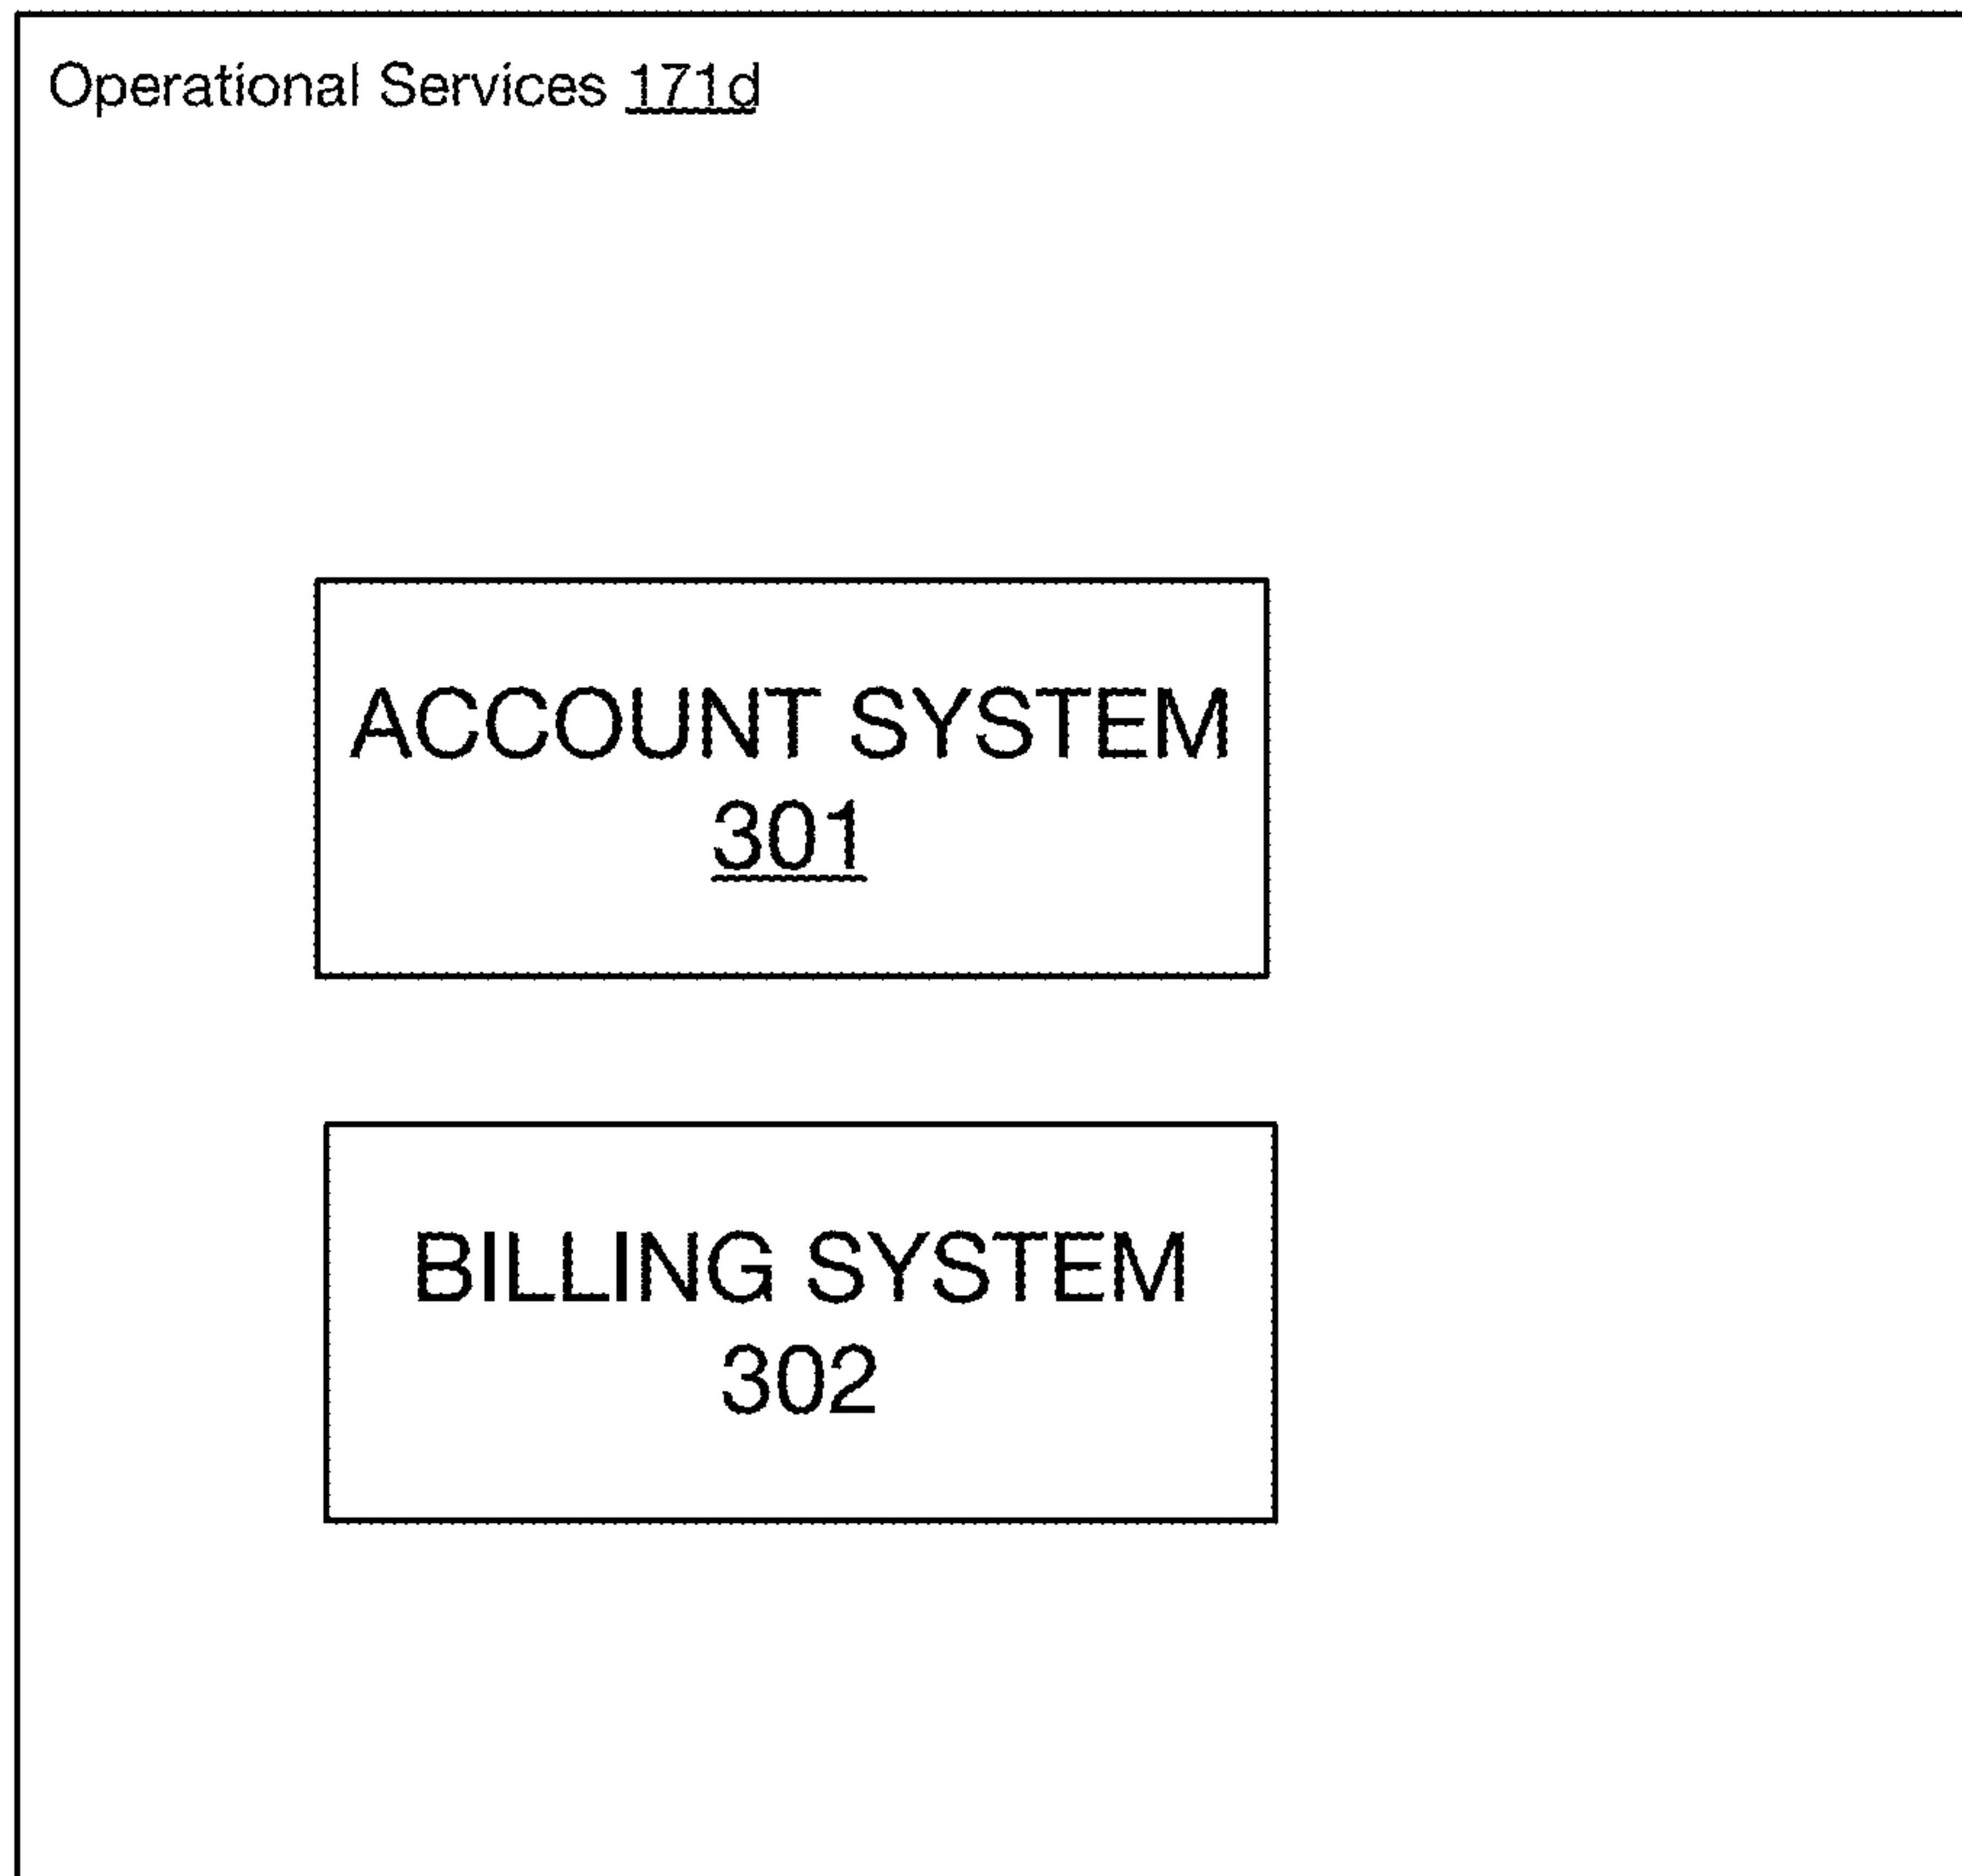 Operational Services 171d
ACCOUNT SYSTEM
301
BILLING SYSTEM
302